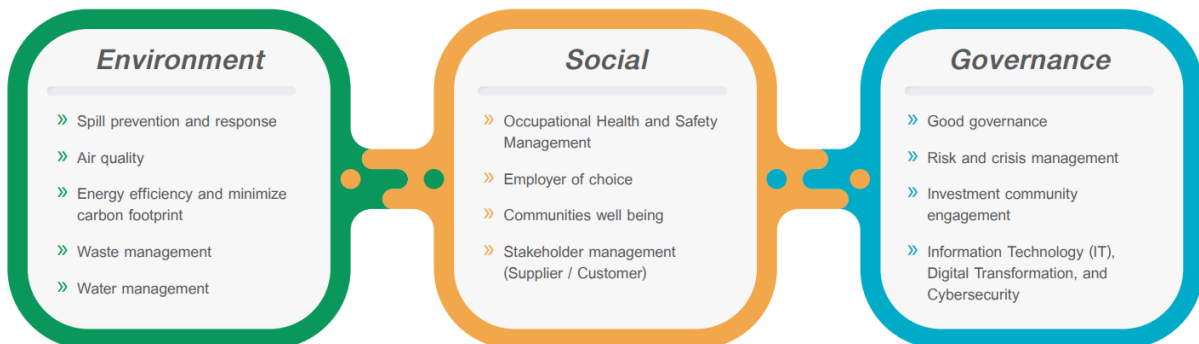 Environment
» Spill prevention and response
» Air quality
» Energy efficiency and minimize
carbon footprint
» Waste management
» Water management
Social
» Occupational Health and Safety
Management
» Employer of choice
» Communities well being
» Stakeholder management
(Supplier / Customer)
Governance
» Good governance
» Risk and crisis management
» Investment community
engagement
» Information Technology (IT),
Digital Transformation, and
Cybersecurity